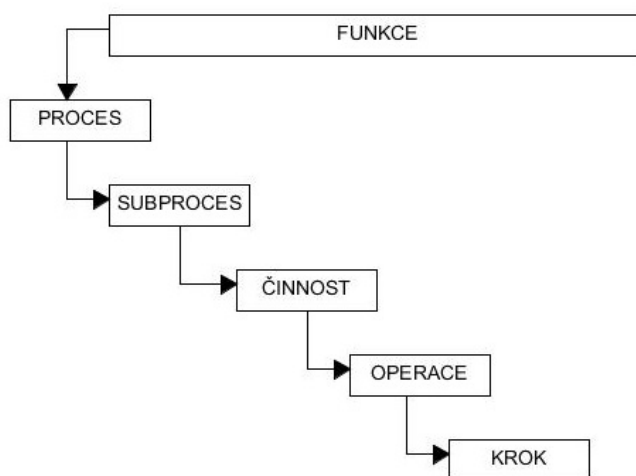 FUNKCE
PROCES
SUBPROCES
ČINNOST
OPERACE
KROK